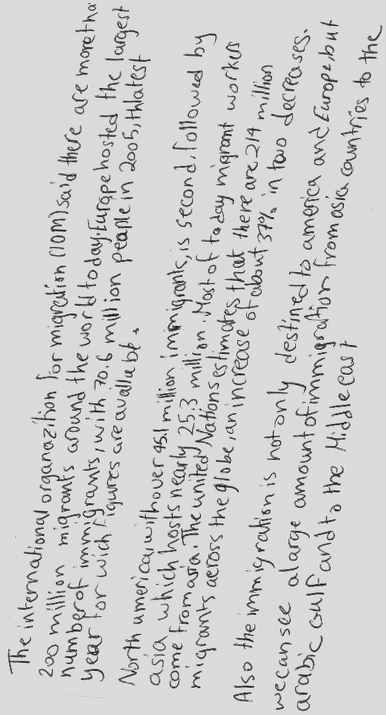 The international organazition for migration (IOM) said there are more tha
200 million migrants around the world today. Europe hosted the largest
number of immigrants, with 70.6 million people in 2005, thlatest
year for wich figures are availabe.
North america, with over 45.1 million immigrants, is second, followed by
asia which hosts nearly 25.3 million. Most of today migrant workers
come from asia. The united Nations estimates that there are 214 million
migrants across the globe, an increase of about 37% in two decreases.
Also the immigration is not only destined to america and Europe, but
we can see a large amount of immigration from asia countries to the
arabic Gulf and to the Middle east